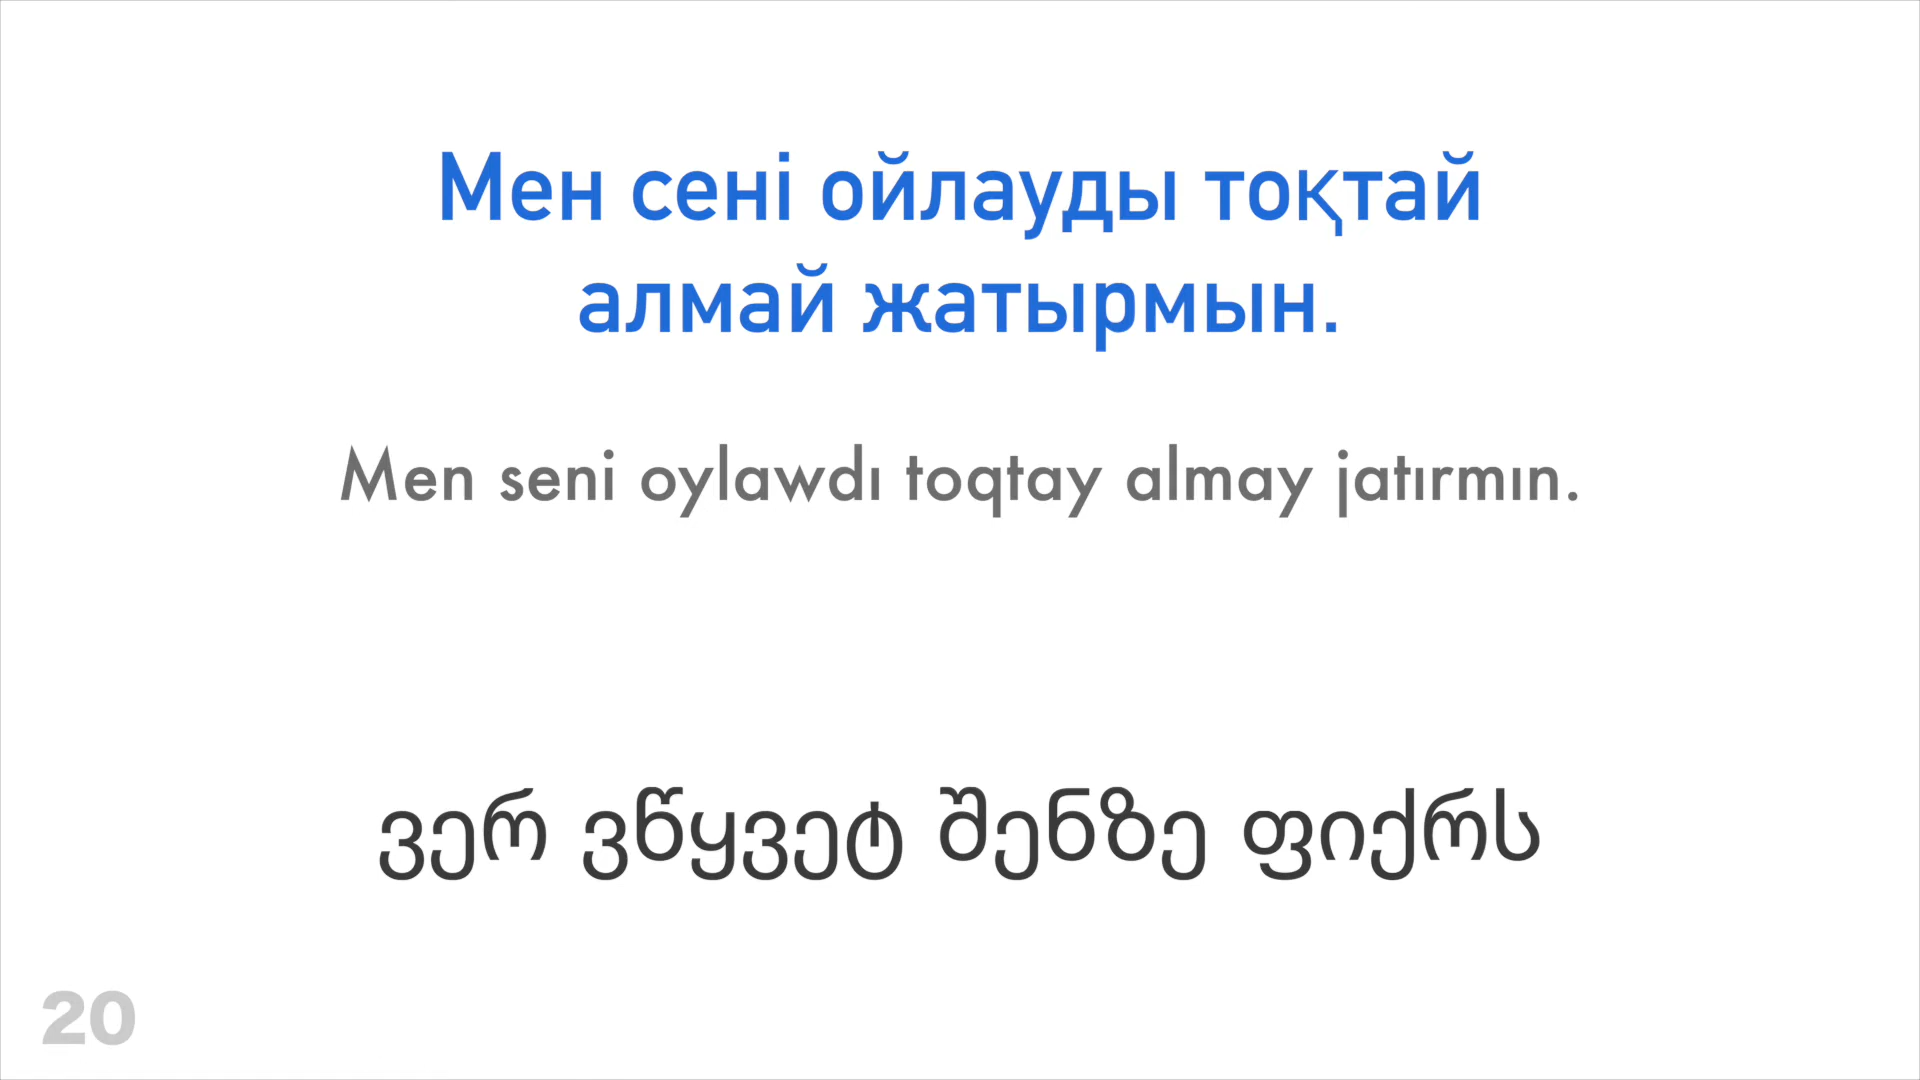 Мен сені ойлауды тоқтай
алмай жатырмын.
Men seni oylawdı toqtay almay jatırmın.
ვერ ვწყვეტ შენზე ფიქრს
20